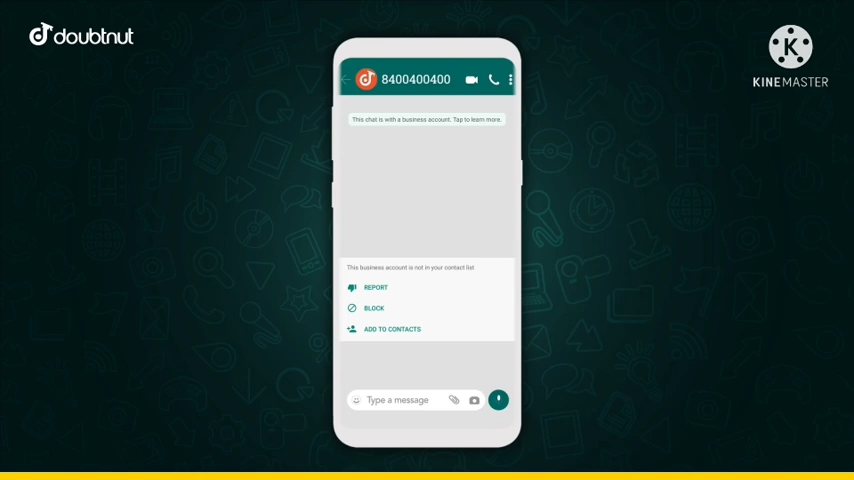 doubtnut
K
KINEMASTER
8400400400
This chat is with a business account. Tap to learn more.
This business account is not in your contact list
REPORT
BLOCK
ADD TO CONTACTS
Type a message